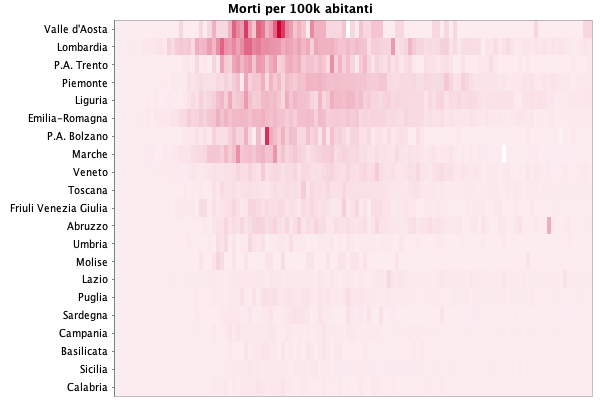 Morti per 100k abitanti
Valle d'Aosta
Lombardia
P.A. Trento
Piemonte
Liguria
Emilia-Romagna
P.A. Bolzano
Marche
Veneto
Toscana
Friuli Venezia Giulia
Abruzzo
Umbria
Molise
Lazio
Puglia
Sardegna
Campania
Basilicata
Sicilia
Calabria